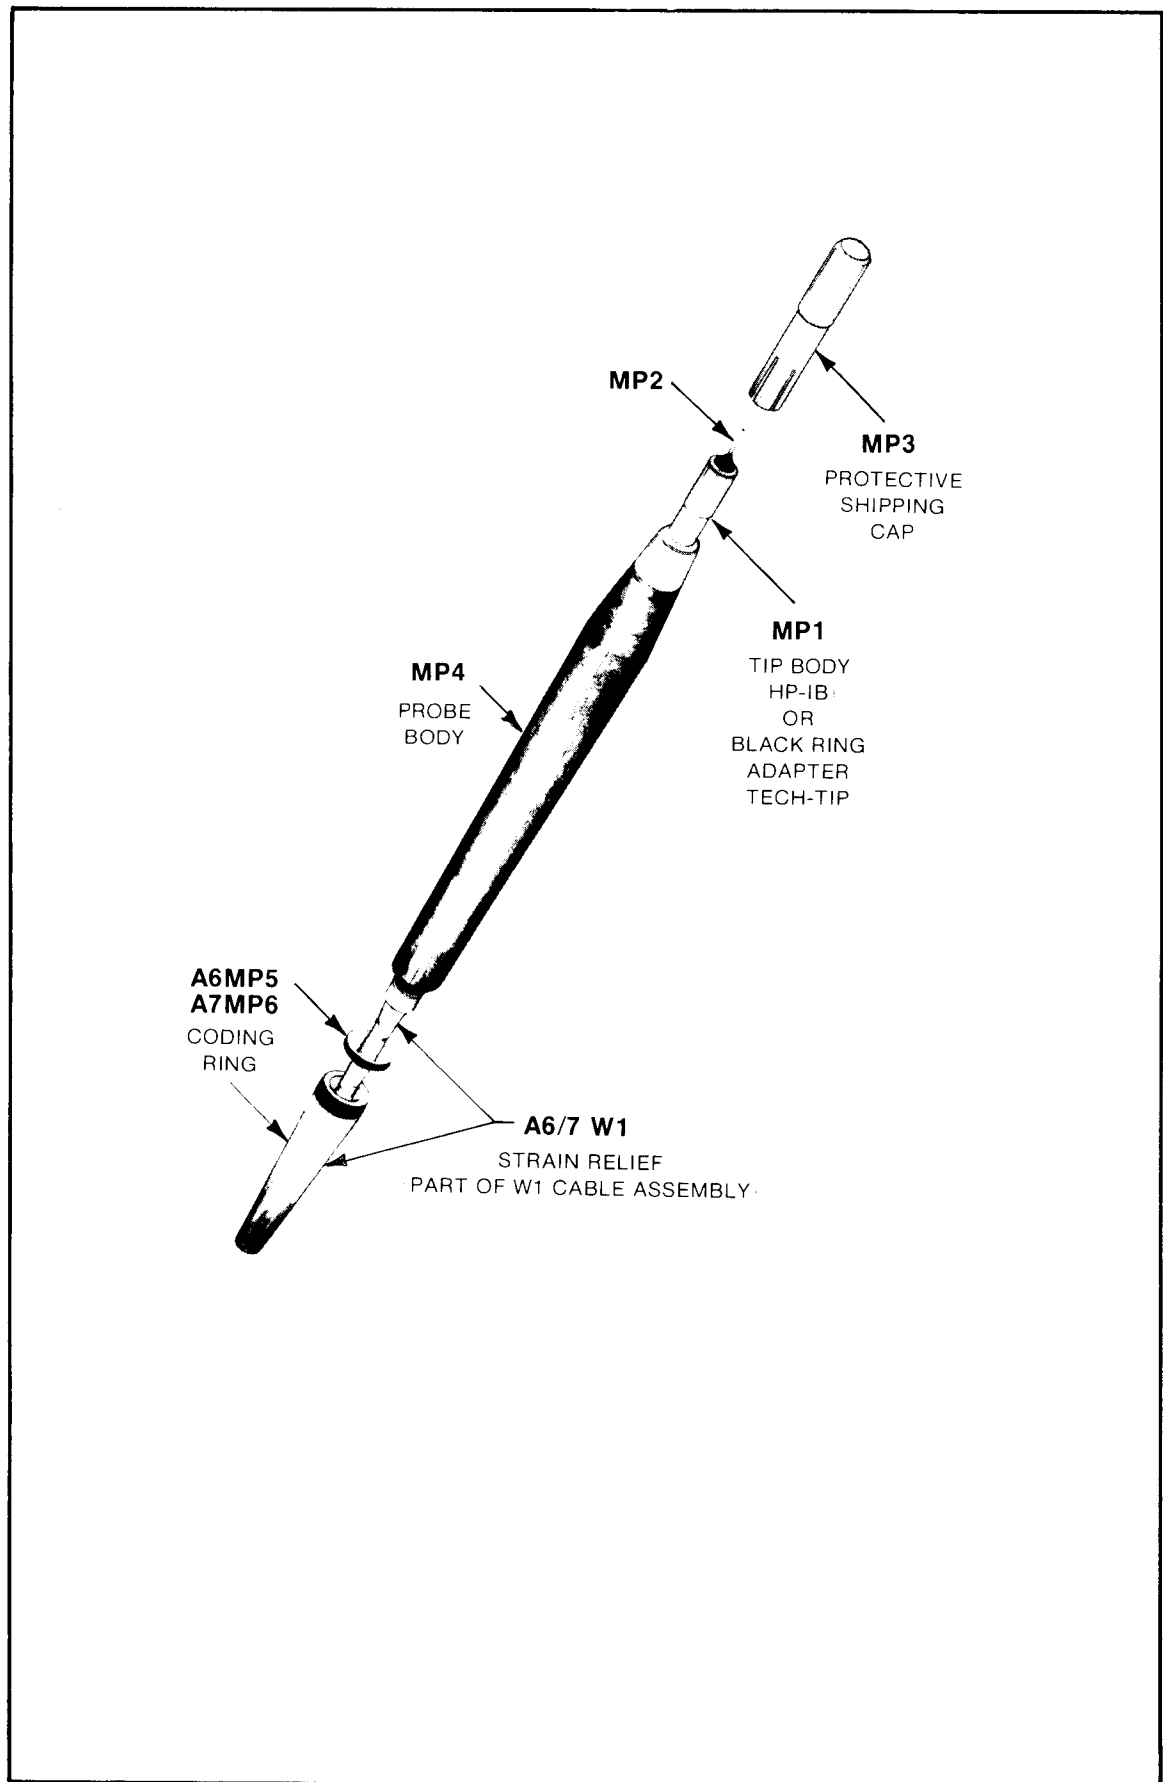 MP2
MP3
PROTECTIVE
SHIPPING
CAP
MP1
TIP BODY
HP-IB
OR
BLACK RING
ADAPTER
TECH-TIP
MP4
PROBE
BODY
A6MP5
A7MP6
CODING
RING
A6/7 W1
STRAIN RELIEF
PART OF W1 CABLE ASSEMBLY